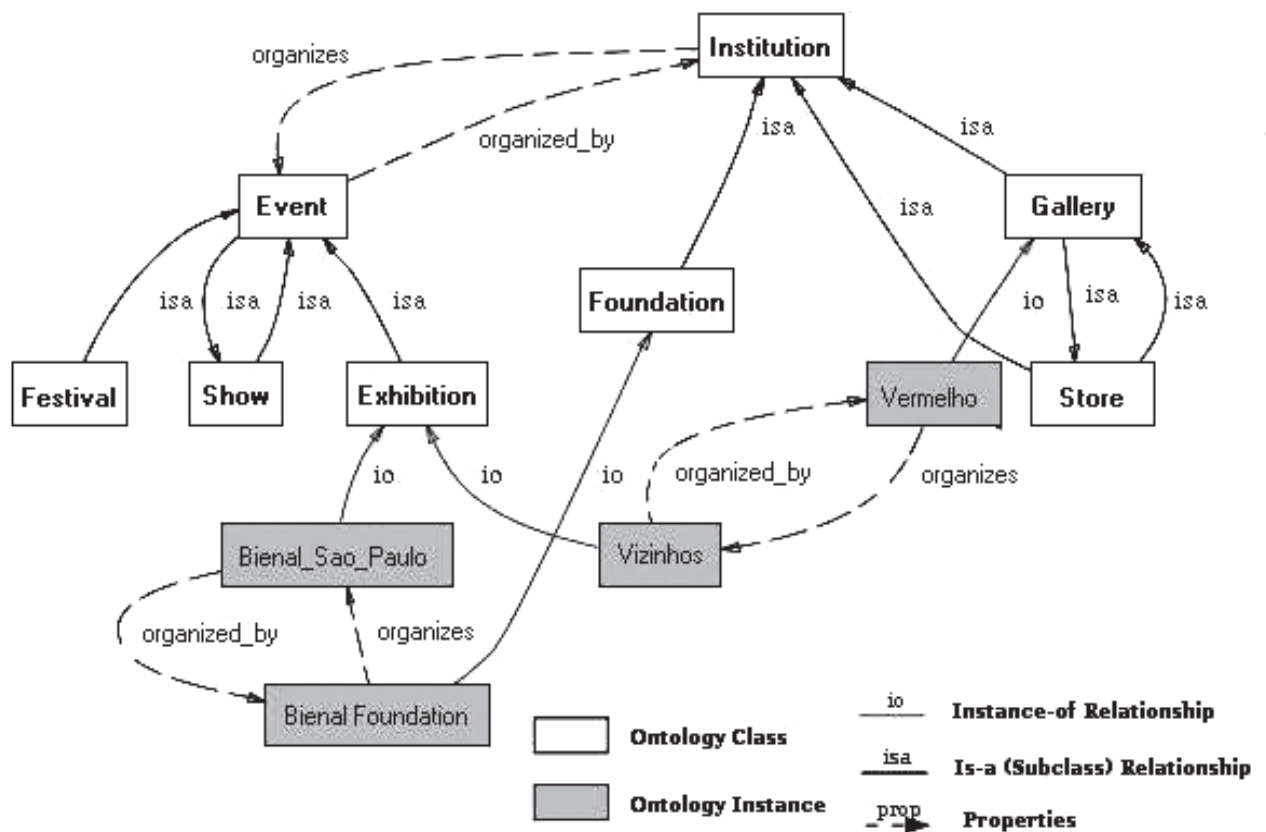 Institution
organizes
organized_by
isa
isa
isa
Event
Gallery
Foundation
isa
isa
isa
isa
io
isa
isa
Festival
Show
Exhibition
Vermelho
Store
io
io
io
organized_by
organizes
Bienal_Sao_Paulo
Vizinhos
organized_by
organizes
Bienal Foundation
Ontology Class
Ontology Instance
io
Instance-of Relationship
isa
Is-a (Subclass) Relationship
prop
Properties